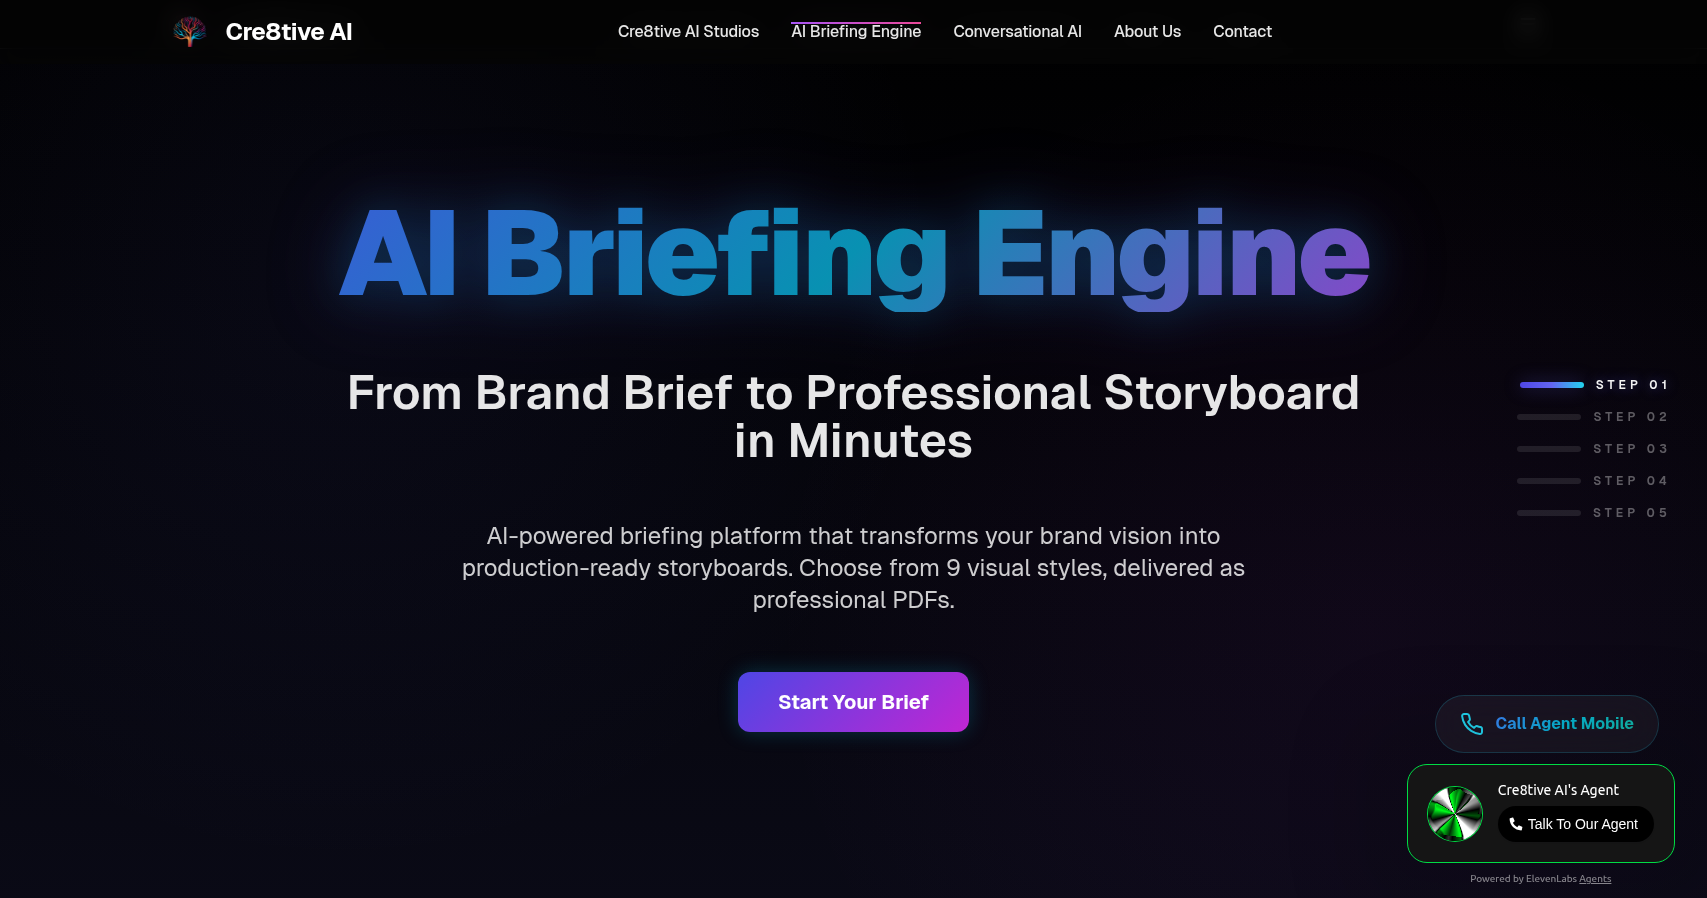 Cre8tive AI
Cre8tive AI Studios
AI Briefing Engine
Conversational AI
About Us
Contact
AI Briefing Engine
From Brand Brief to Professional Storyboard
in Minutes
STEP 01
STEP 02
STEP 03
STEP 04
STEP 05
AI-powered briefing platform that transforms your brand vision into
production-ready storyboards. Choose from 9 visual styles, delivered as
professional PDFs.
Start Your Brief
Call Agent Mobile
Cre8tive AI's Agent
Talk To Our Agent
Powered by ElevenLabs Agents